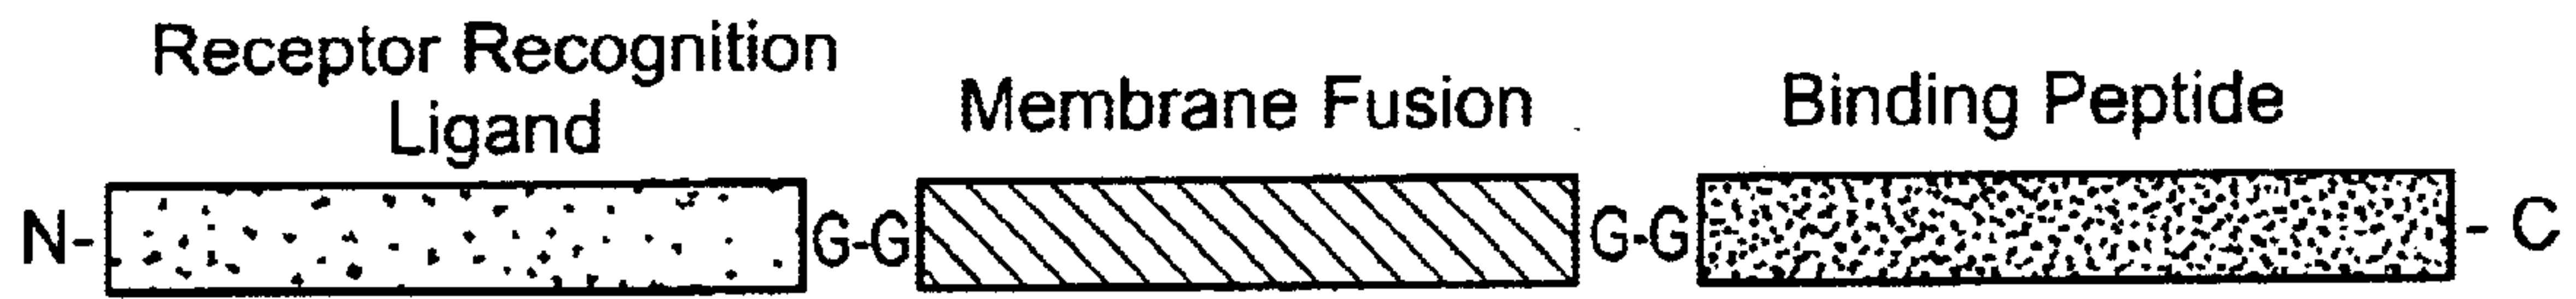 Receptor Recognition
Ligand
Membrane Fusion
Binding Peptide
N- G-G G-G - C